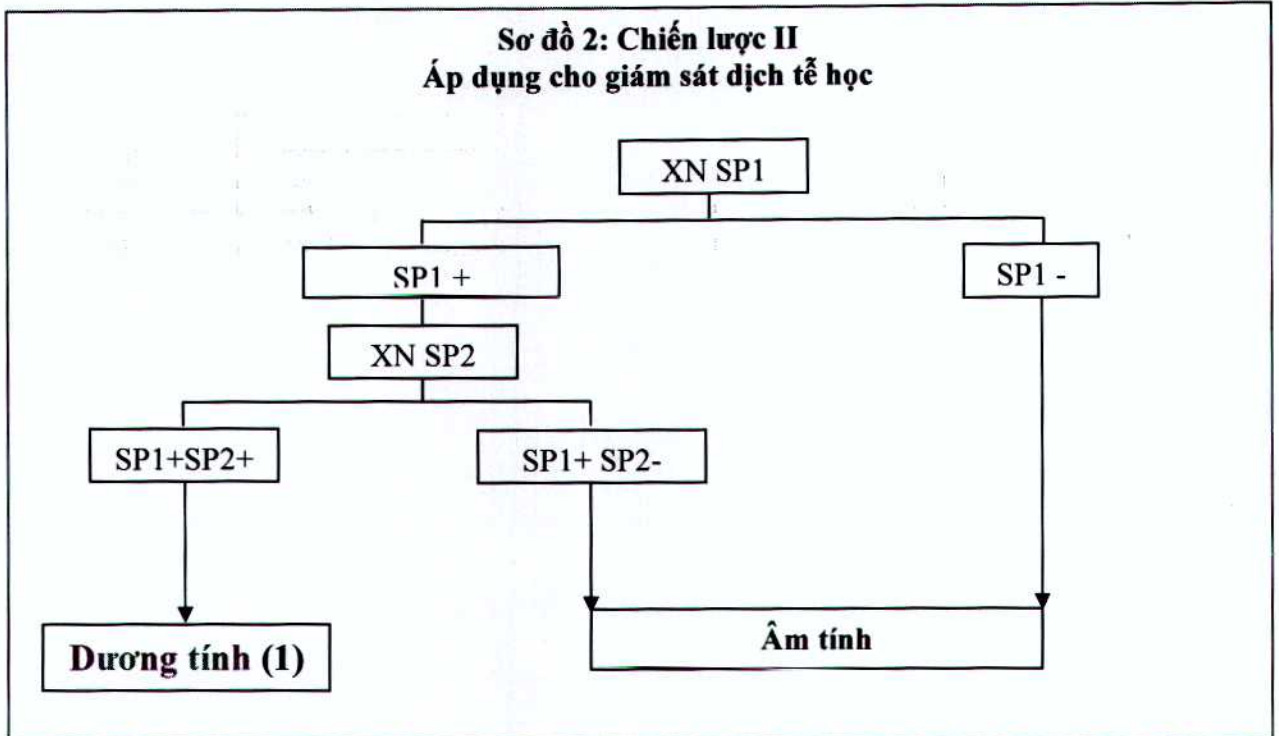 Sơ đồ 2: Chiến lược II
Áp dụng cho giám sát dịch tễ học
XN SP1
SP1 +
SP1 -
XN SP2
SP1+SP2+
SP1+ SP2-
Dương tính (1)
Âm tính